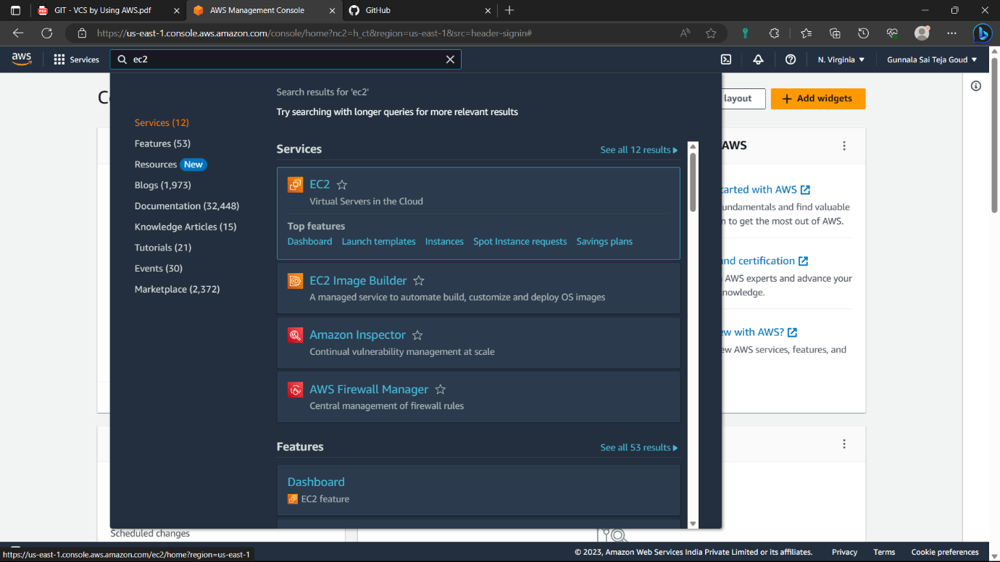 GIT - VCS by Using AWS.pdf
AWS Management Console
GitHub
https://us-east-1.console.aws.amazon.com/console/home?nc2=h_ct&region=us-east-1&src=header-signin#
aws
Services
ec2
N. Virginia
Gunnala Sai Teja Goud
layout
Add widgets
Search results for 'ec2'
Try searching with longer queries for more relevant results
Services (12)
Features (53)
Resources New
Blogs (1,973)
Documentation (32,448)
Knowledge Articles (15)
Tutorials (21)
Events (30)
Marketplace (2,372)
Services
See all 12 results
EC2
Virtual Servers in the Cloud
Top features
Dashboard Launch templates Instances Spot Instance requests Savings plans
EC2 Image Builder
A managed service to automate build, customize and deploy OS images
Amazon Inspector
Continual vulnerability management at scale
AWS Firewall Manager
Central management of firewall rules
Features
See all 53 results
Dashboard
EC2 feature
AWS
tarted with AWS
undamentals and find valuable
n to get the most out of AWS.
nd certification
AWS experts and advance your
nowledge.
ew with AWS?
ew AWS services, features, and
Scheduled changes
https://us-east-1.console.aws.amazon.com/ec2/home?region=us-east-1
© 2023, Amazon Web Services India Private Limited or its affiliates.
Privacy
Terms
Cookie preferences